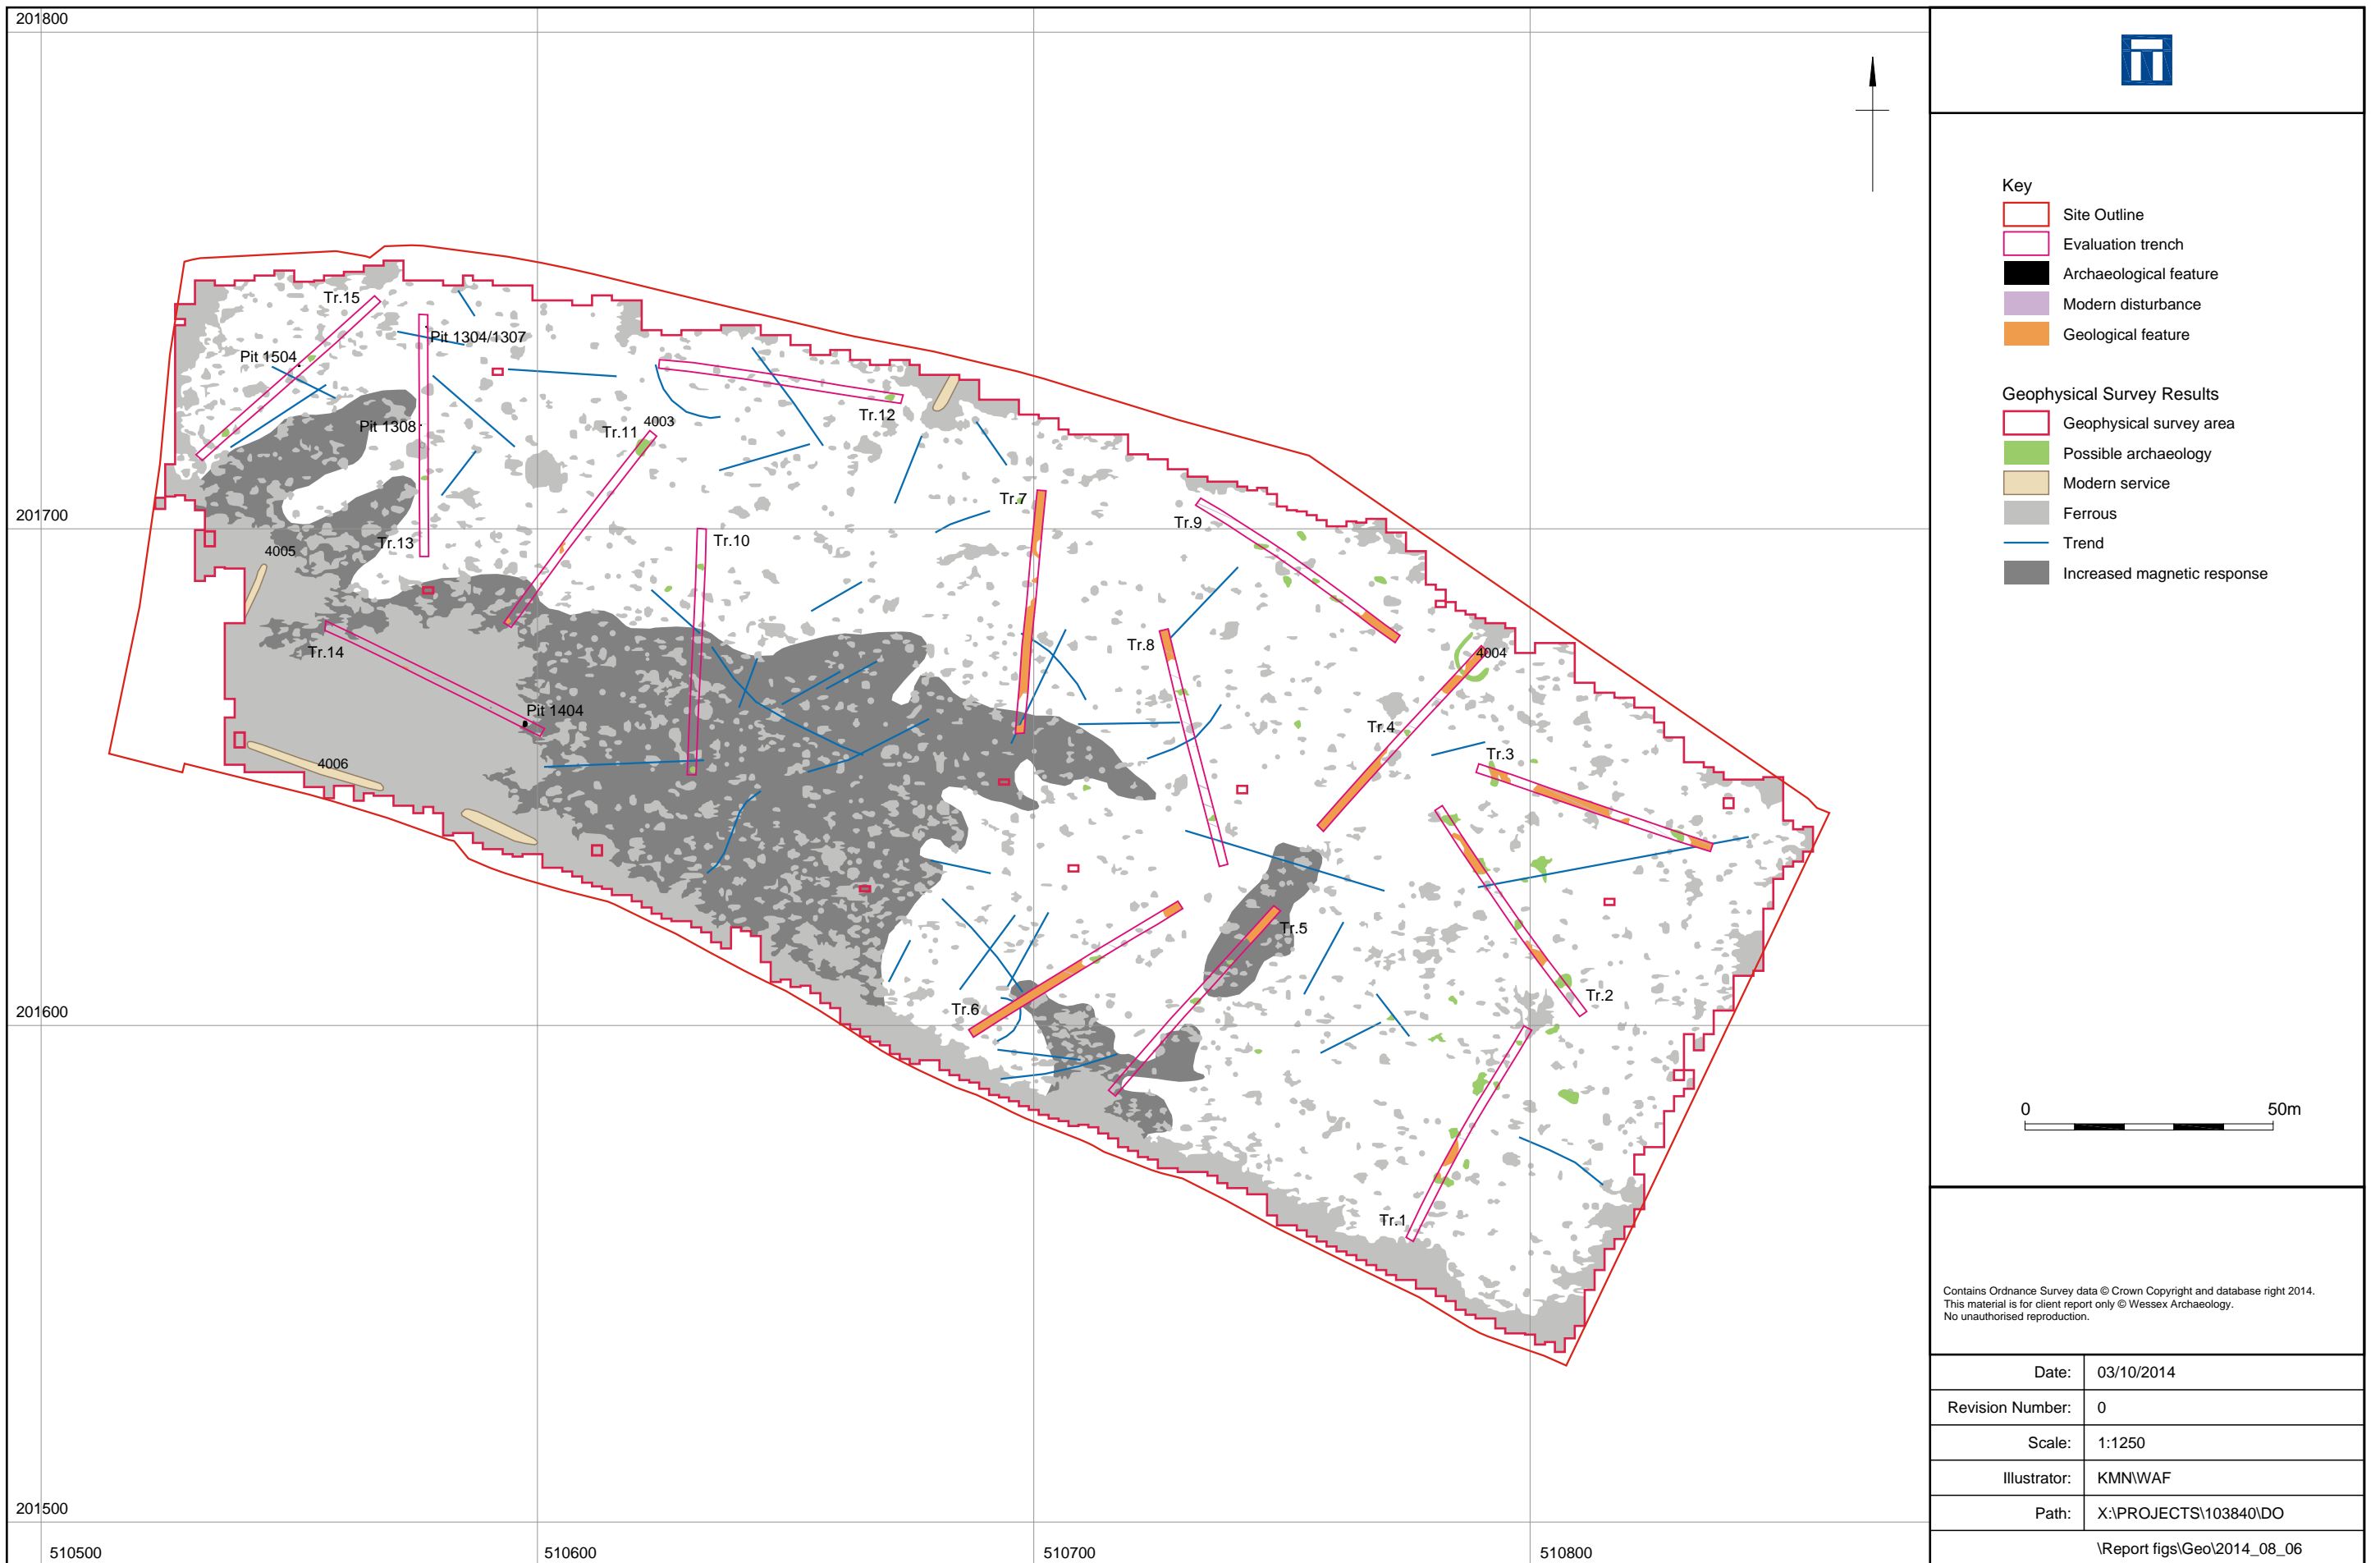 201800
Tr.15
Pit 1304/1307
Pit 1504
Tr.12
4003
Tr.11
Pit 1308
Tr.7
Tr.9
201700
Tr.10
Tr.13
4005
Tr.8
Tr.14
4004
Pit 1404
Tr.4
Tr.3
4006
Tr.5
Tr.2
Tr.6
201600
Tr.1
201500
510500
510600
510700
510800
Key
Site Outline
Evaluation trench
Archaeological feature
Modern disturbance
Geological feature
Geophysical Survey Results
Geophysical survey area
Possible archaeology
Modern service
Ferrous
Trend
Increased magnetic response
0 50m
Contains Ordnance Survey data © Crown Copyright and database right 2014.
This material is for client report only © Wessex Archaeology.
No unauthorised reproduction.
Date: 03/10/2014
Revision Number: 0
Scale: 1:1250
Illustrator: KMN\WAF
Path: X:\PROJECTS\103840\DO
\Report figs\Geo\2014_08_06